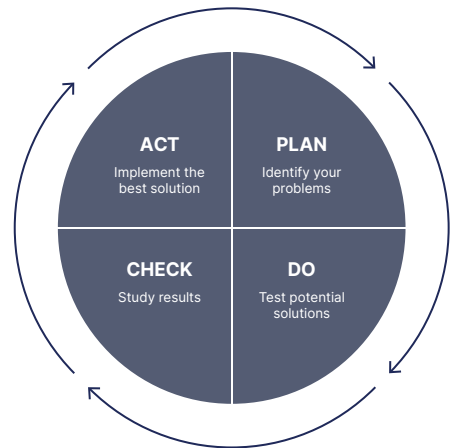 ACT
Implement the
best solution
PLAN
Identify your
problems
CHECK
Study results
DO
Test potential
solutions